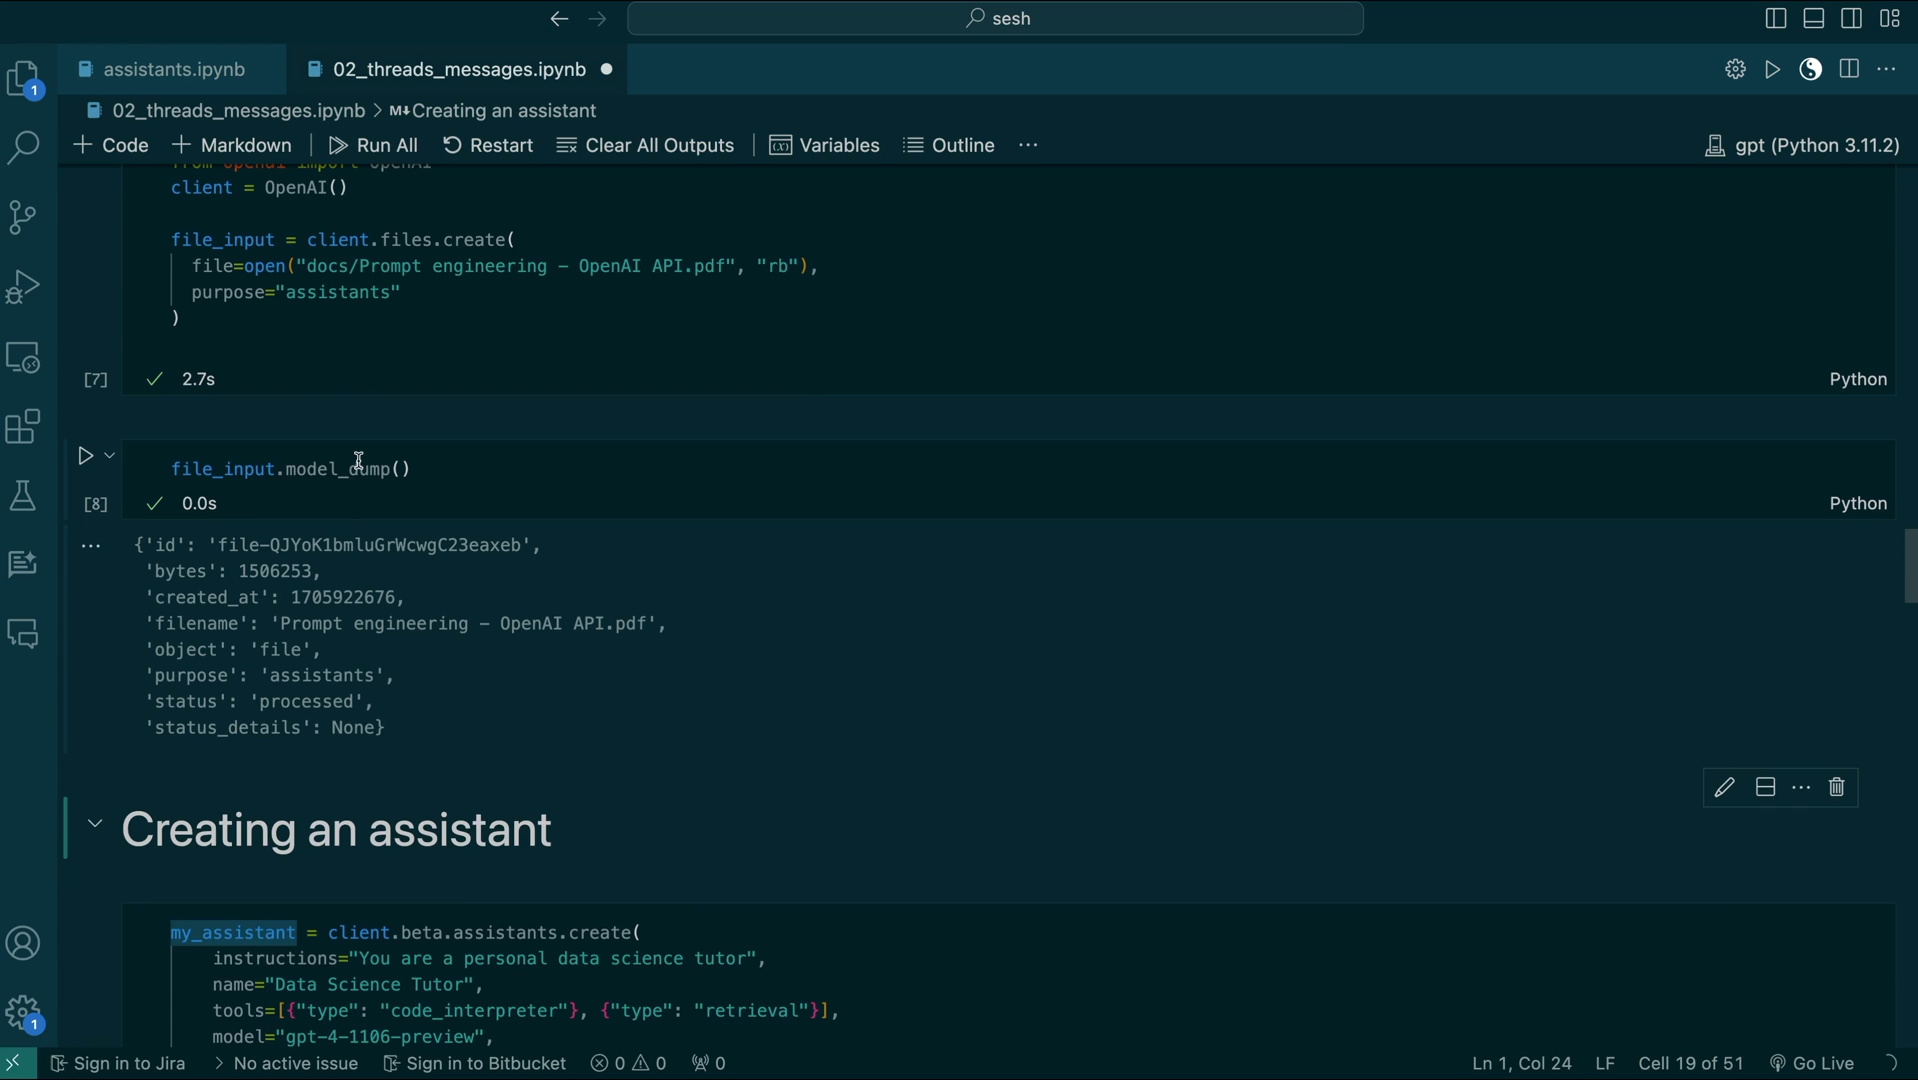 sesh
assistants.ipynb
02_threads_messages.ipynb
1
02_threads_messages.ipynb > M↓Creating an assistant
+ Code + Markdown Run All Restart Clear All Outputs Variables Outline ... gpt (Python 3.11.2)
from openai import OpenAI
client = OpenAI()
file_input = client.files.create(
file=open("docs/Prompt engineering – OpenAI API.pdf", "rb"),
purpose="assistants"
)
[7] ✓ 2.7s Python
file_input.model_dump()
[8] ✓ 0.0s Python
{'id': 'file-QJYoK1bmluGrWcwgC23eaxeb',
'bytes': 1506253,
'created_at': 1705922676,
'filename': 'Prompt engineering – OpenAI API.pdf',
'object': 'file',
'purpose': 'assistants',
'status': 'processed',
'status_details': None}
Creating an assistant
my_assistant = client.beta.assistants.create(
instructions="You are a personal data science tutor",
name="Data Science Tutor",
tools=[{"type": "code_interpreter"}, {"type": "retrieval"}],
model="gpt-4-1106-preview",
1
Sign in to Jira > No active issue Sign in to Bitbucket 0 0 0 Ln 1, Col 24 LF Cell 19 of 51 Go Live